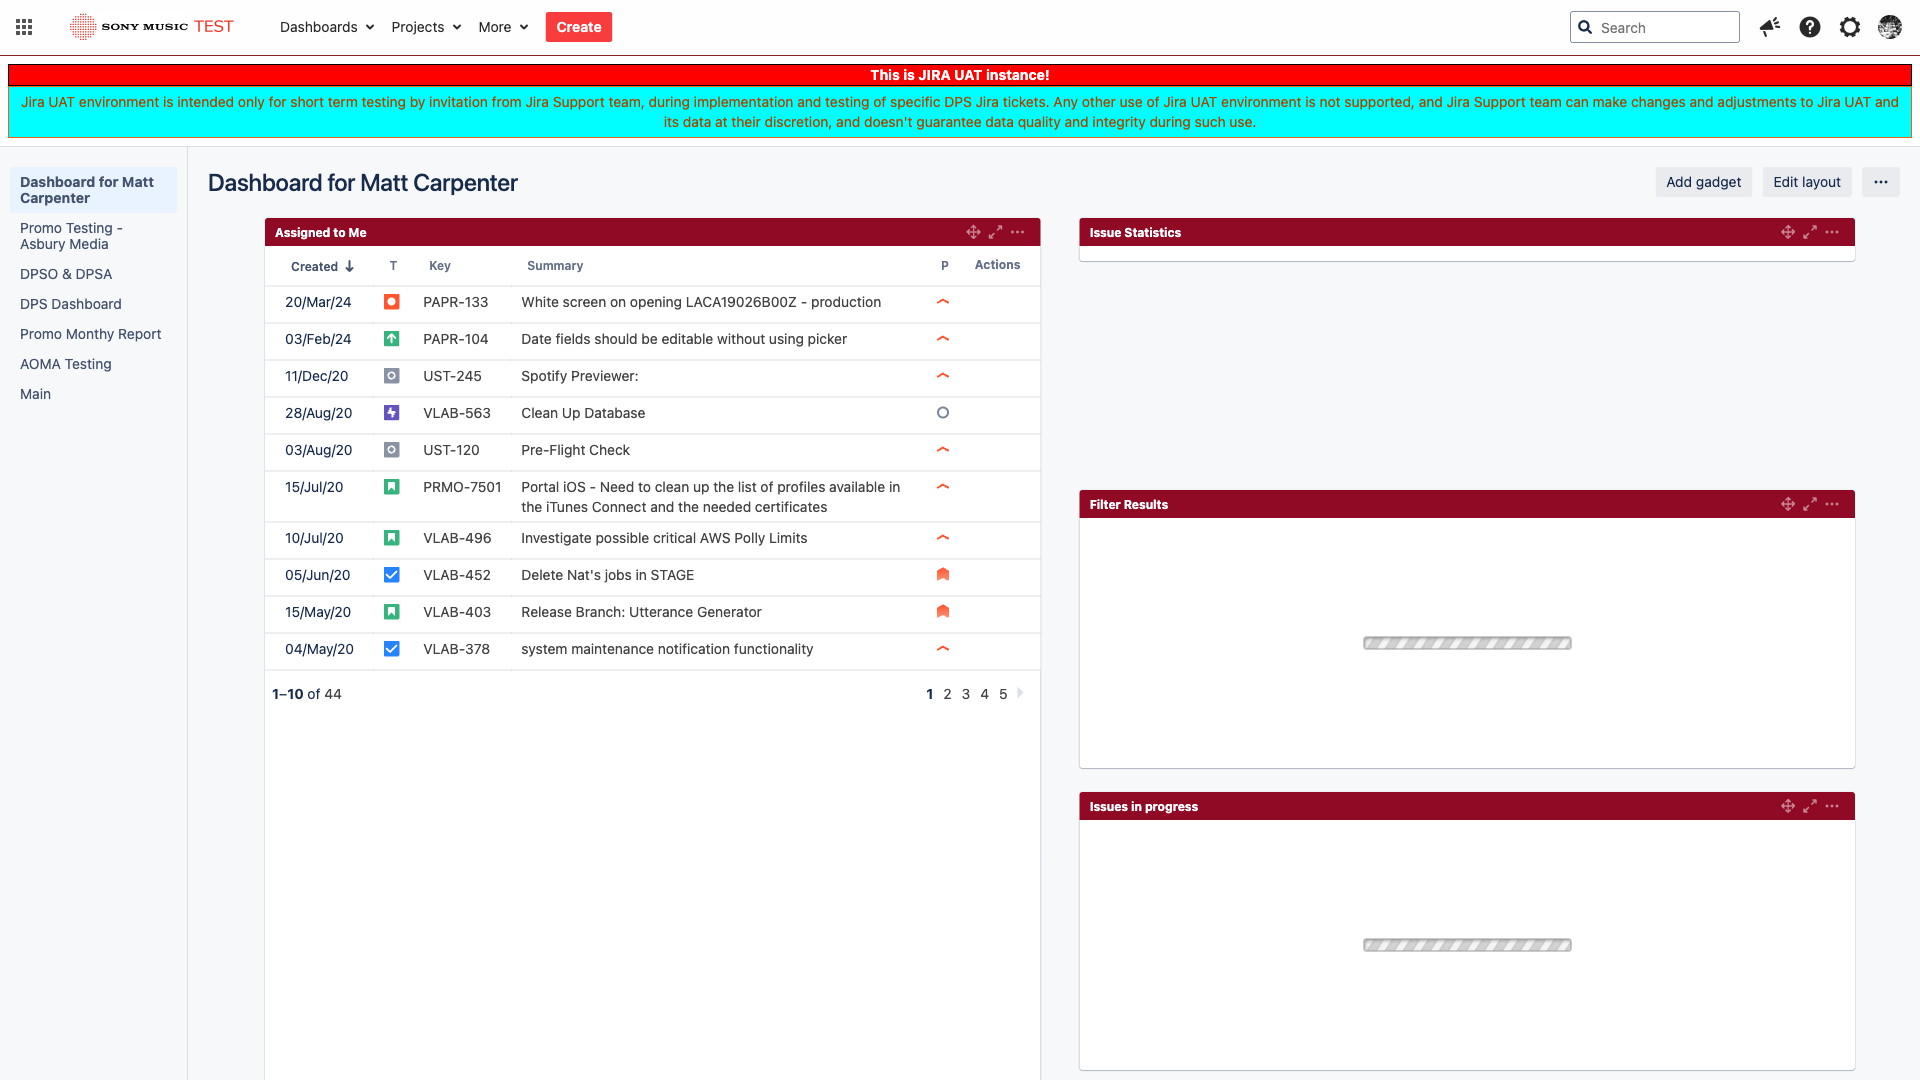 SONY MUSIC TEST
Dashboards
Projects
More
Create
Search
This is JIRA UAT instance!
Jira UAT environment is intended only for short term testing by invitation from Jira Support team, during implementation and testing of specific DPS Jira tickets. Any other use of Jira UAT environment is not supported, and Jira Support team can make changes and adjustments to Jira UAT and
its data at their discretion, and doesn't guarantee data quality and integrity during such use.
Dashboard for Matt
Carpenter
Promo Testing -
Asbury Media
DPSO & DPSA
DPS Dashboard
Promo Monthy Report
AOMA Testing
Main
Dashboard for Matt Carpenter
Add gadget
Edit layout
Assigned to Me
Created T Key Summary P Actions
20/Mar/24 PAPR-133 White screen on opening LACA19026B00Z - production
03/Feb/24 PAPR-104 Date fields should be editable without using picker
11/Dec/20 UST-245 Spotify Previewer:
28/Aug/20 VLAB-563 Clean Up Database
03/Aug/20 UST-120 Pre-Flight Check
15/Jul/20 PRMO-7501 Portal iOS - Need to clean up the list of profiles available in
the iTunes Connect and the needed certificates
10/Jul/20 VLAB-496 Investigate possible critical AWS Polly Limits
05/Jun/20 VLAB-452 Delete Nat's jobs in STAGE
15/May/20 VLAB-403 Release Branch: Utterance Generator
04/May/20 VLAB-378 system maintenance notification functionality
1–10 of 44
1 2 3 4 5
Issue Statistics
Filter Results
Issues in progress